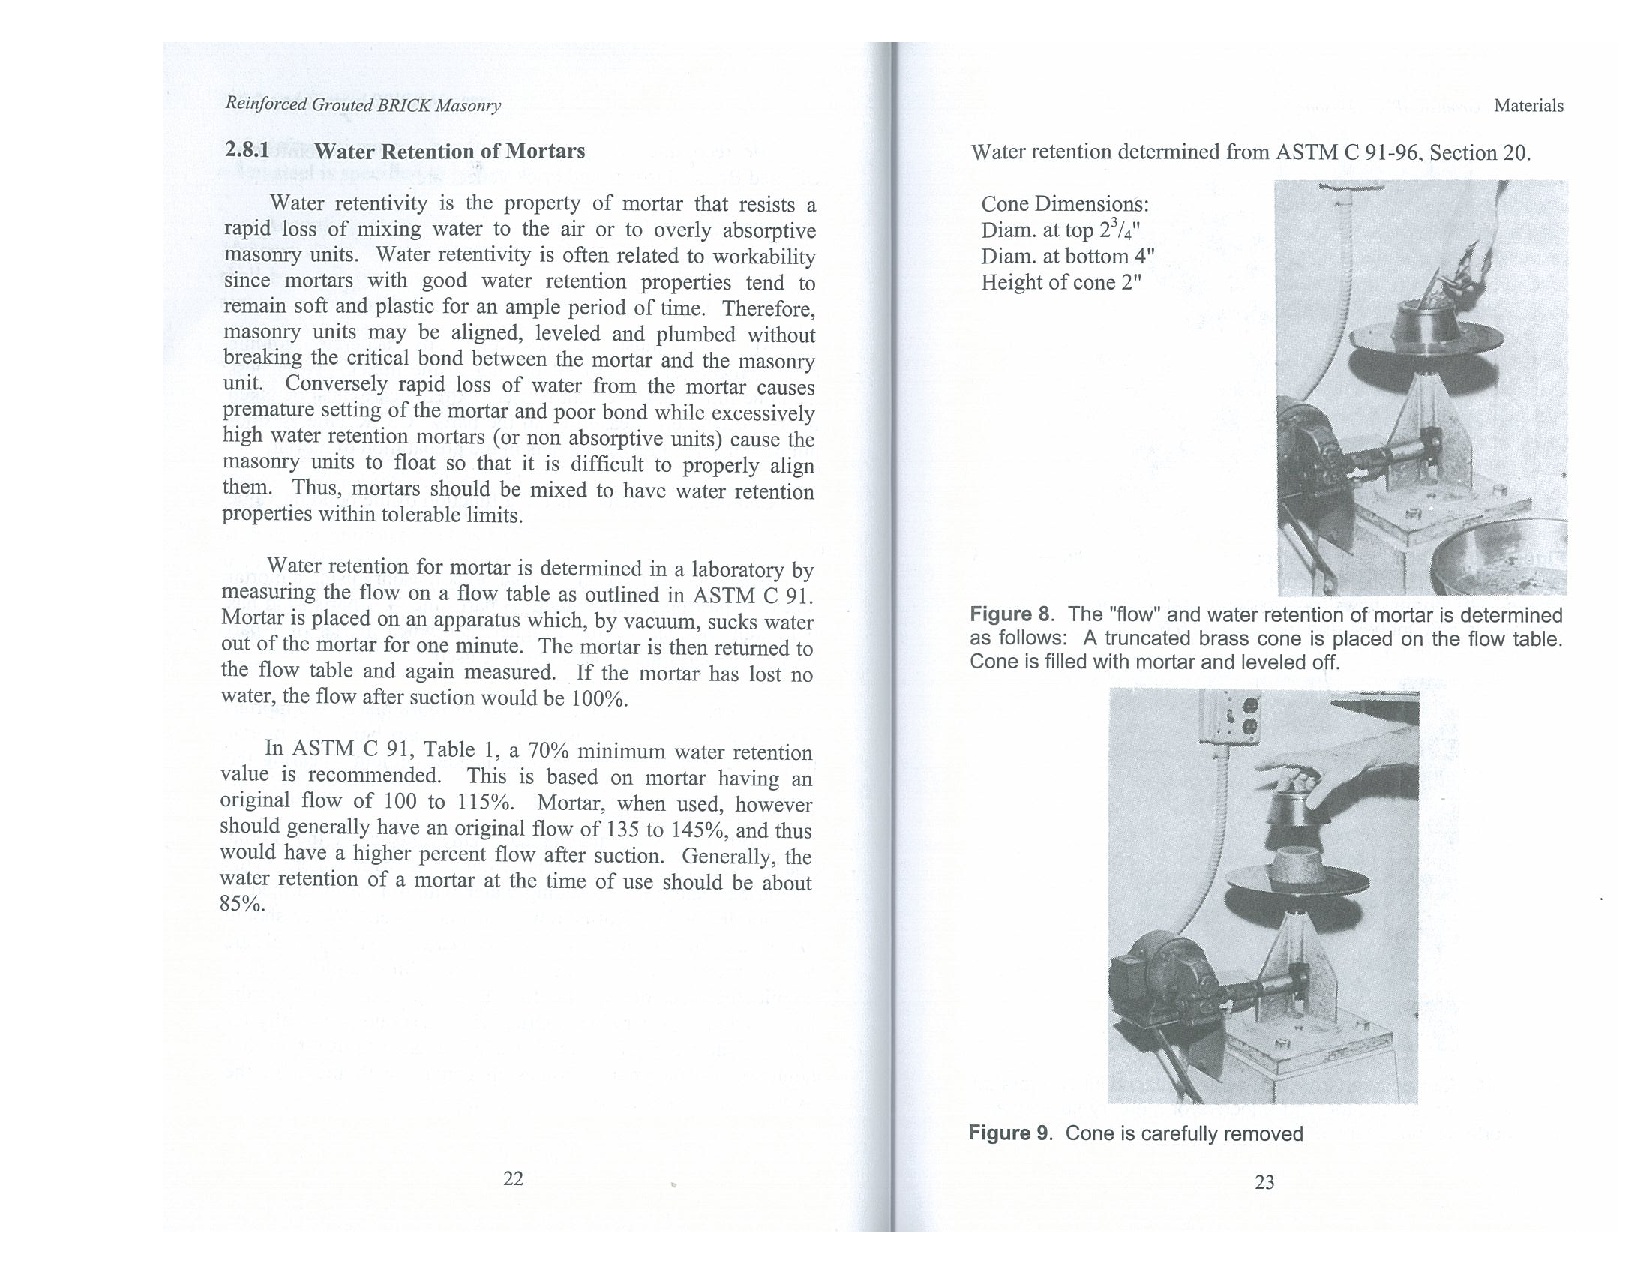 Reinforced Grouted BRICK Masonry
2.8.1 Water Retention of Mortars
Water retentivity is the property of mortar that resists a
rapid loss of mixing water to the air or to overly absorptive
masonry units. Water retentivity is often related to workability
since mortars with good water retention properties tend to
remain soft and plastic for an ample period of time. Therefore,
masonry units may be aligned, leveled and plumbed without
breaking the critical bond between the mortar and the masonry
unit. Conversely rapid loss of water from the mortar causes
premature setting of the mortar and poor bond while excessively
high water retention mortars (or non absorptive units) cause the
masonry units to float so that it is difficult to properly align
them. Thus, mortars should be mixed to have water retention
properties within tolerable limits.
Water retention for mortar is determined in a laboratory by
measuring the flow on a flow table as outlined in ASTM C 91.
Mortar is placed on an apparatus which, by vacuum, sucks water
out of the mortar for one minute. The mortar is then returned to
the flow table and again measured. If the mortar has lost no
water, the flow after suction would be 100%.
In ASTM C 91, Table 1, a 70% minimum water retention
value is recommended. This is based on mortar having an
original flow of 100 to 115%. Mortar, when used, however
should generally have an original flow of 135 to 145%, and thus
would have a higher percent flow after suction. Generally, the
water retention of a mortar at the time of use should be about
85%.
22
Materials
Water retention determined from ASTM C 91-96, Section 20.
Cone Dimensions:
Diam. at top 2³/₄"
Diam. at bottom 4"
Height of cone 2"
Figure 8. The "flow" and water retention of mortar is determined
as follows: A truncated brass cone is placed on the flow table.
Cone is filled with mortar and leveled off.
Figure 9. Cone is carefully removed
23